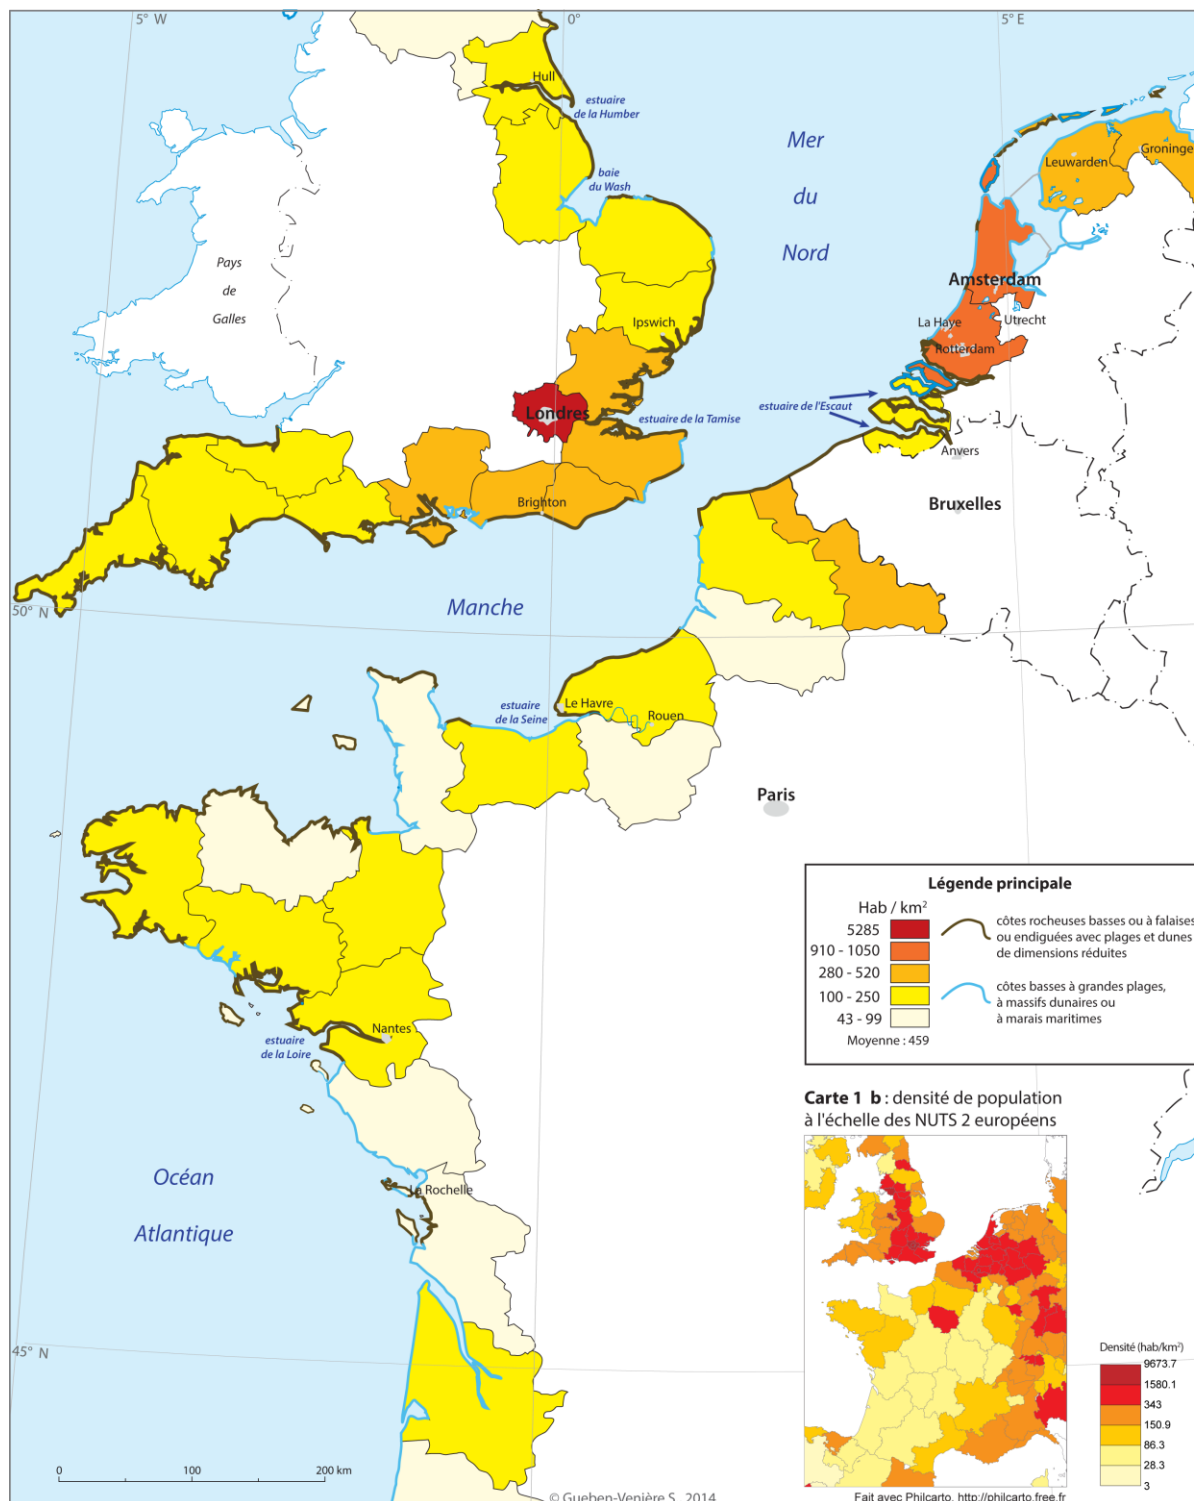 5° W
0°
5° E
Hull
estuaire
de la Humber
Mer
du
Nord
baie
du Wash
Leuwarden
Groninge
Pays
de
Galles
Amsterdam
Ipswich
La Haye
Utrecht
Rotterdam
Londres
estuaire de la Tamise
estuaire de l'Escaut
Anvers
Brighton
Bruxelles
50° N
Manche
estuaire
de la Seine
Le Havre
Rouen
Paris
Nantes
estuaire
de la Loire
Océan
Atlantique
La Rochelle
45° N
0 100 200 km
© Gueben-Venière S., 2014
Légende principale
Hab / km²
5285
910 - 1050
280 - 520
100 - 250
43 - 99
Moyenne : 459
côtes rocheuses basses ou à falaises
ou endiguées avec plages et dunes
de dimensions réduites
côtes basses à grandes plages,
à massifs dunaires ou
à marais maritimes
Carte 1 b : densité de population
à l'échelle des NUTS 2 européens
Densité (hab/km²)
9673.7
1580.1
343
150.9
86.3
28.3
3
Fait avec Philcarto, http://philcarto.free.fr